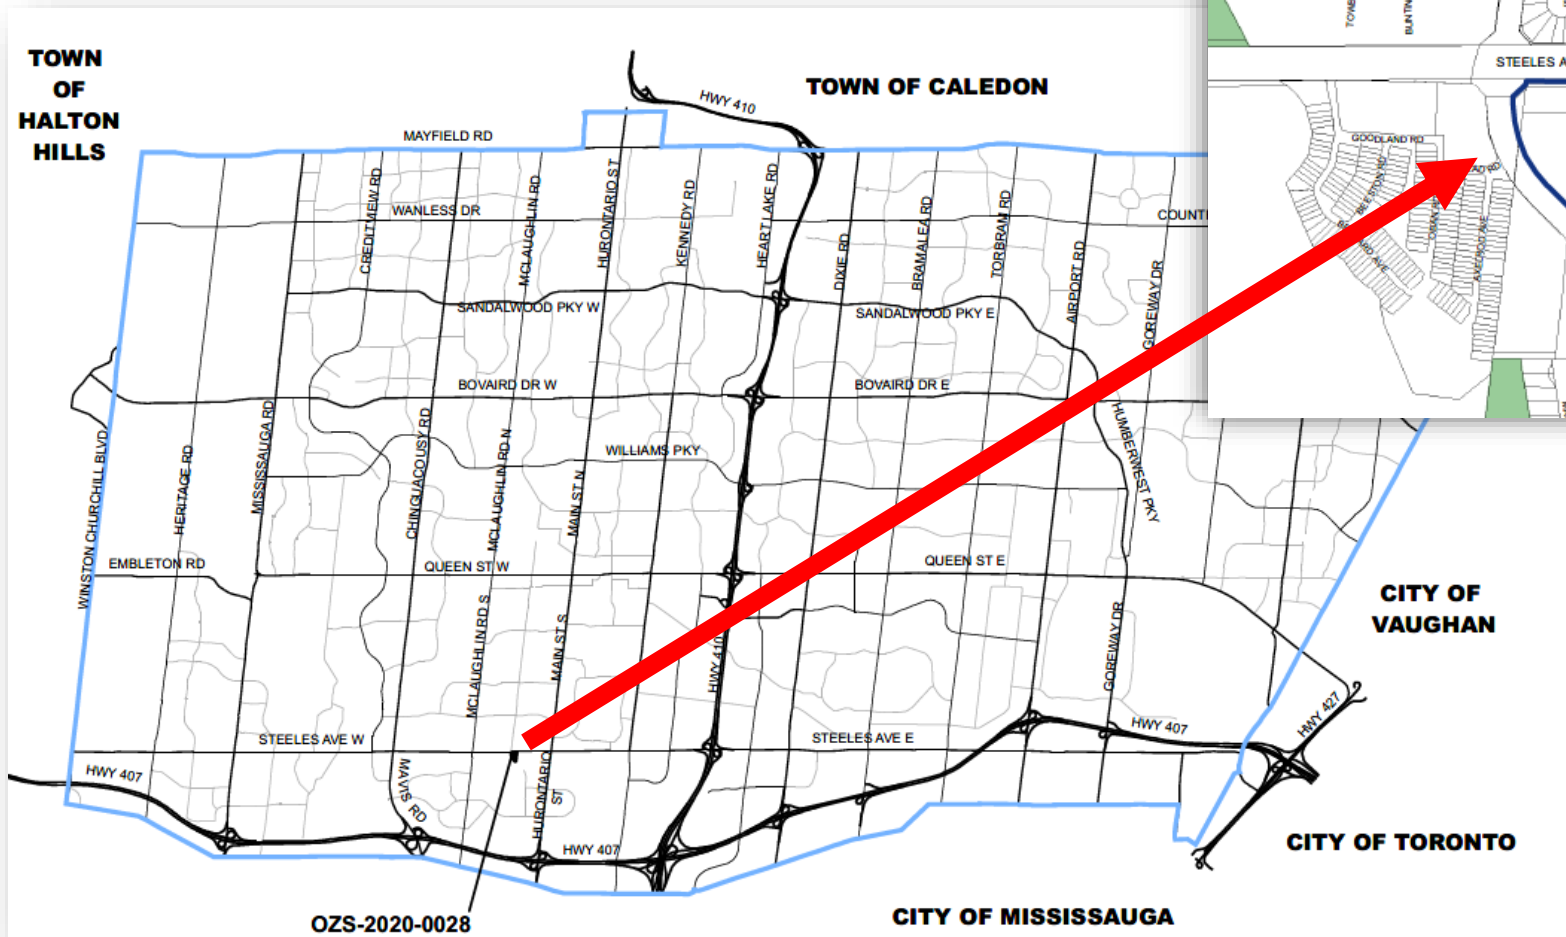 TOWN
OF
HALTON
HILLS
TOWN OF CALEDON
HWY 410
MAYFIELD RD
WANLESS DR
CREDITVIEW RD
MCLAUGHLIN RD
HURONTARIO ST
KENNEDY RD
HEART LAKE RD
DIXIE RD
BRAMALEA RD
TORBRAM RD
AIRPORT RD
GOREWAY DR
SANDALWOOD PKY W
SANDALWOOD PKY E
BOVAIRD DR W
BOVAIRD DR E
WINSTON CHURCHILL BLVD
HERITAGE RD
MISSISSAUGA RD
CHINGUACOUSY RD
MCLAUGHLIN RD N
MAIN ST N
WILLIAMS PKY
HUMBERWEST PKY
EMBLETON RD
QUEEN ST W
QUEEN ST E
MCLAUGHLIN RD S
MAIN ST S
HWY 410
GOREWAY DR
CITY OF
VAUGHAN
STEELES AVE W
STEELES AVE E
HWY 407
HWY 427
HWY 407
MAVIS RD
HURONTARIO
ST
HWY 407
CITY OF TORONTO
OZS-2020-0028
CITY OF MISSISSAUGA
STEELES A
GOODLAND RD
BEESTON RD
AXELROD AVE